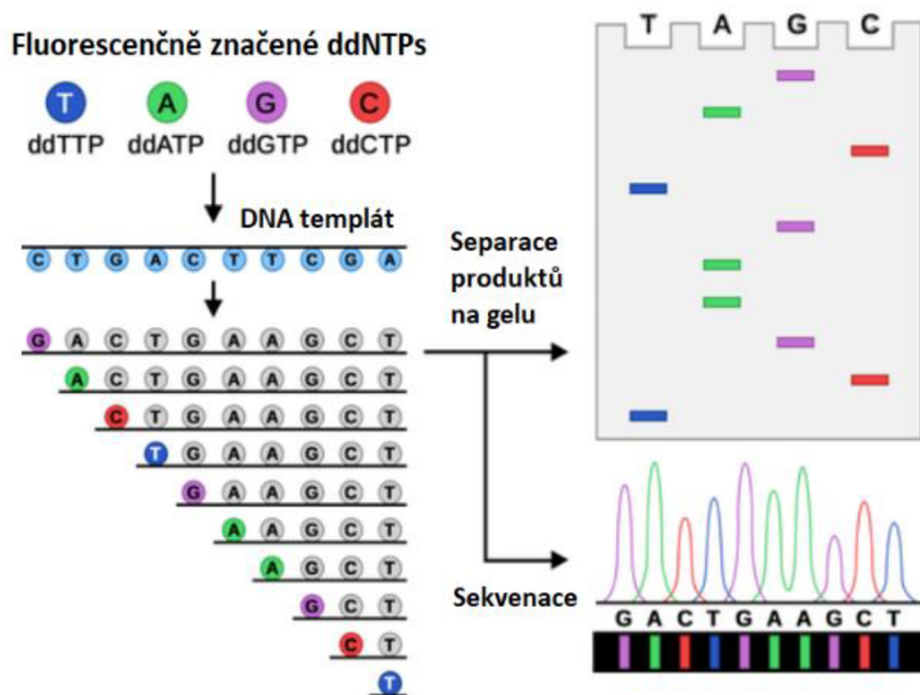 Fluorescenčně značené ddNTPs
T A G C
ddTTP ddATP ddGTP ddCTP
DNA templát
C T G A C T T C G A
G A C T G A A G C T
A C T G A A G C T
C T G A A G C T
T G A A G C T
G A A G C T
A A G C T
A G C T
G C T
C T
T
Separace
produktů
na gelu
Sekvenace
T A G C
G A C T G A A G C T